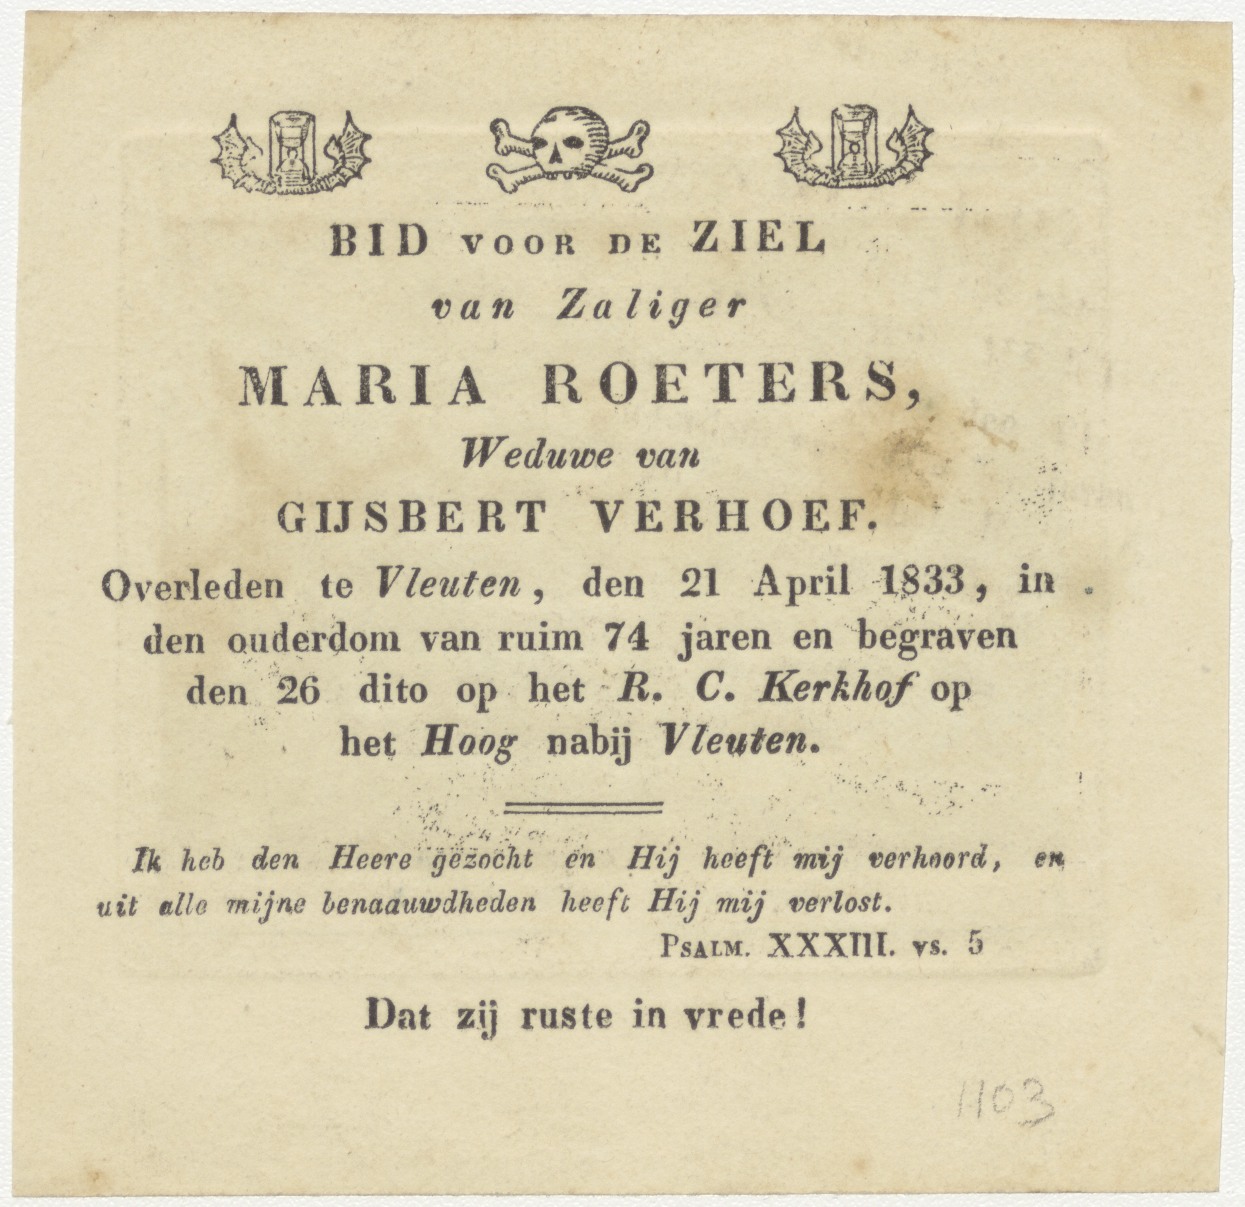 BID VOOR DE ZIEL
van Zaliger
MARIA ROETERS,
Weduwe van
GIJSBERT VERHOEF.
Overleden te Vleuten, den 21 April 1833, in
den ouderdom van ruim 74 jaren en begraven
den 26 dito op het R. C. Kerkhof op
het Hoog nabij Vleuten.
Ik heb den Heere gezocht en Hij heeft mij verhoord, en
uit alle mijne benaauwdheden heeft Hij mij verlost.
PSALM. XXXIII. vs. 5
Dat zij ruste in vrede!
1103